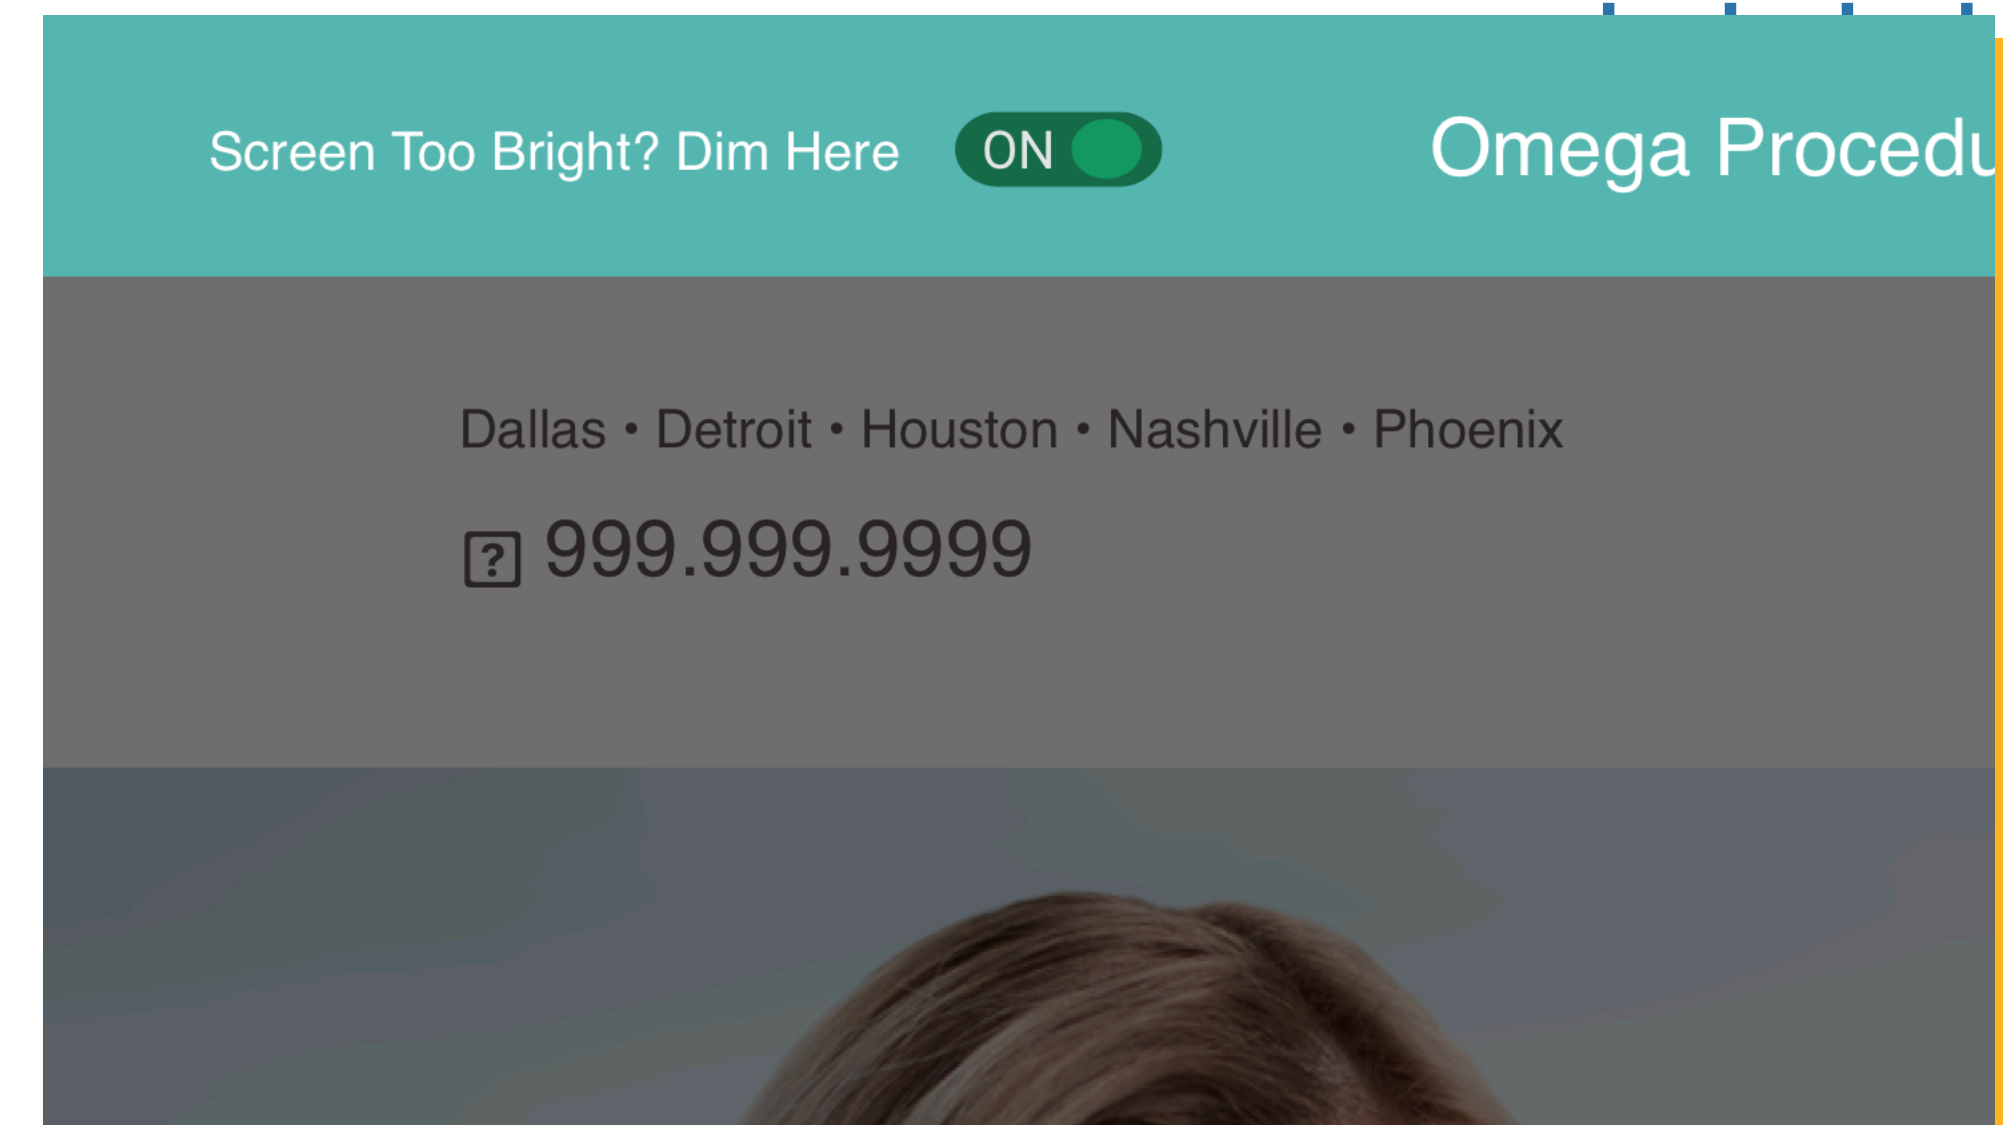 Screen Too Bright? Dim Here
ON
Omega Procedu
Dallas • Detroit • Houston • Nashville • Phoenix
? 999.999.9999